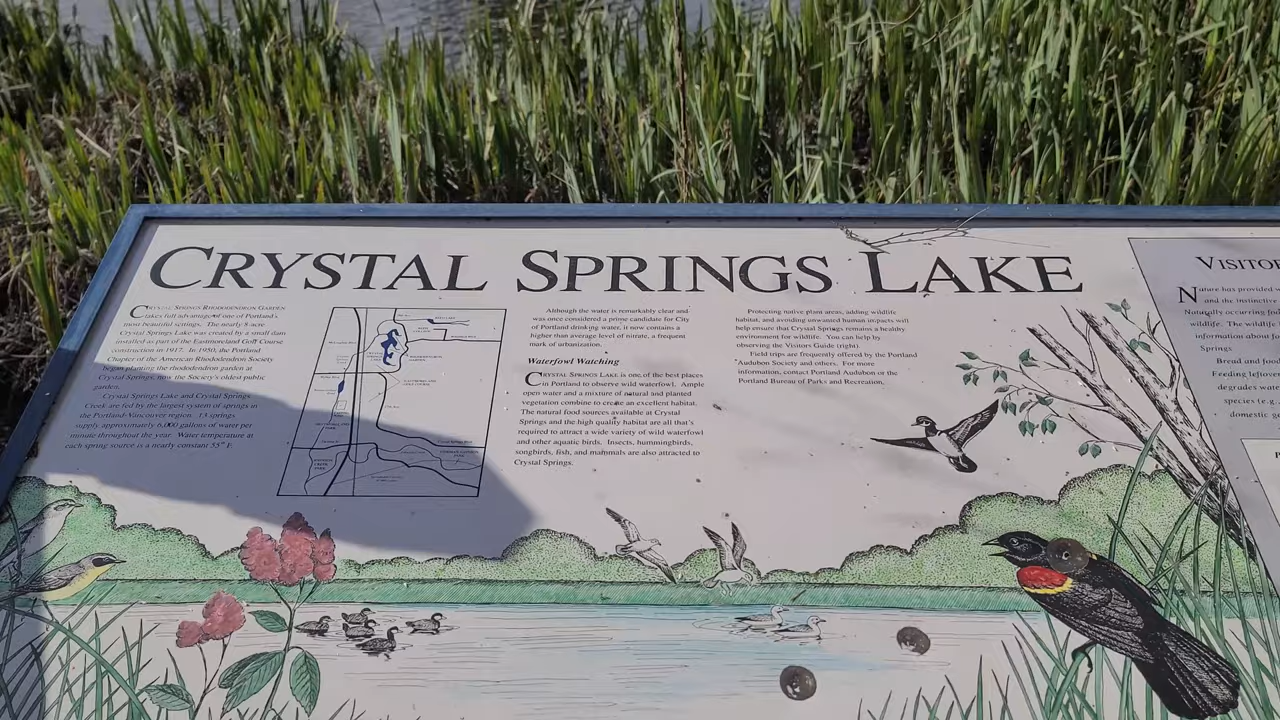 CRYSTAL SPRINGS LAKE
CRYSTAL SPRINGS RHODODENDRON GARDEN
takes full advantage of one of Portland's
most beautiful settings. The nearly 8-acre
Crystal Springs Lake was created by a small dam
installed as part of the Eastmoreland Golf Course
construction in 1917. In 1950, the Portland
Chapter of the American Rhododendron Society
began planting the rhododendron garden at
Crystal Springs, now the Society's oldest public
garden.
Crystal Springs Lake and Crystal Springs
Creek are fed by the largest system of springs in
the Portland-Vancouver region. 13 springs
supply approximately 6,000 gallons of water per
minute throughout the year. Water temperature at
each spring source is a nearly constant 55° F.
Although the water is remarkably clear and
was once considered a prime candidate for City
of Portland drinking water, it now contains a
higher than average level of nitrate, a frequent
mark of urbanization.
Waterfowl Watching
CRYSTAL SPRINGS LAKE is one of the best places
in Portland to observe wild waterfowl. Ample
open water and a mixture of natural and planted
vegetation combine to create an excellent habitat.
The natural food sources available at Crystal
Springs and the high quality habitat are all that's
required to attract a wide variety of wild waterfowl
and other aquatic birds. Insects, hummingbirds,
songbirds, fish, and mammals are also attracted to
Crystal Springs.
Protecting native plant areas, adding wildlife
habitat, and avoiding unwanted human impacts will
help ensure that Crystal Springs remains a healthy
environment for wildlife. You can help by
observing the Visitors Guide (right).
Field trips are frequently offered by the Portland
Audubon Society and others. For more
information, contact Portland Audubon or the
Portland Bureau of Parks and Recreation.
VISITOR
Nature has provided
and the instinctive
Naturally occurring fo
wildlife. The wildlife
information about fe
Springs.
Bread and food
Feeding leftover
degrades wate
species (e.g.
domestic g